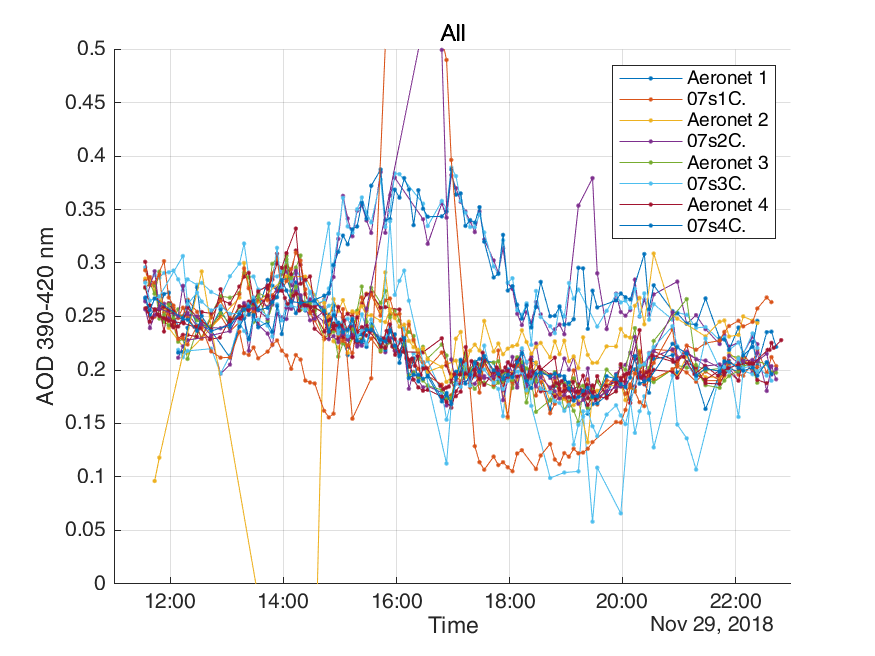 All
0.5
0.45
0.4
0.35
0.3
0.25
0.2
0.15
0.1
0.05
0
AOD 390-420 nm
Aeronet 1
07s1C.
Aeronet 2
07s2C.
Aeronet 3
07s3C.
Aeronet 4
07s4C.
12:00 14:00 16:00 18:00 20:00 22:00
Time
Nov 29, 2018